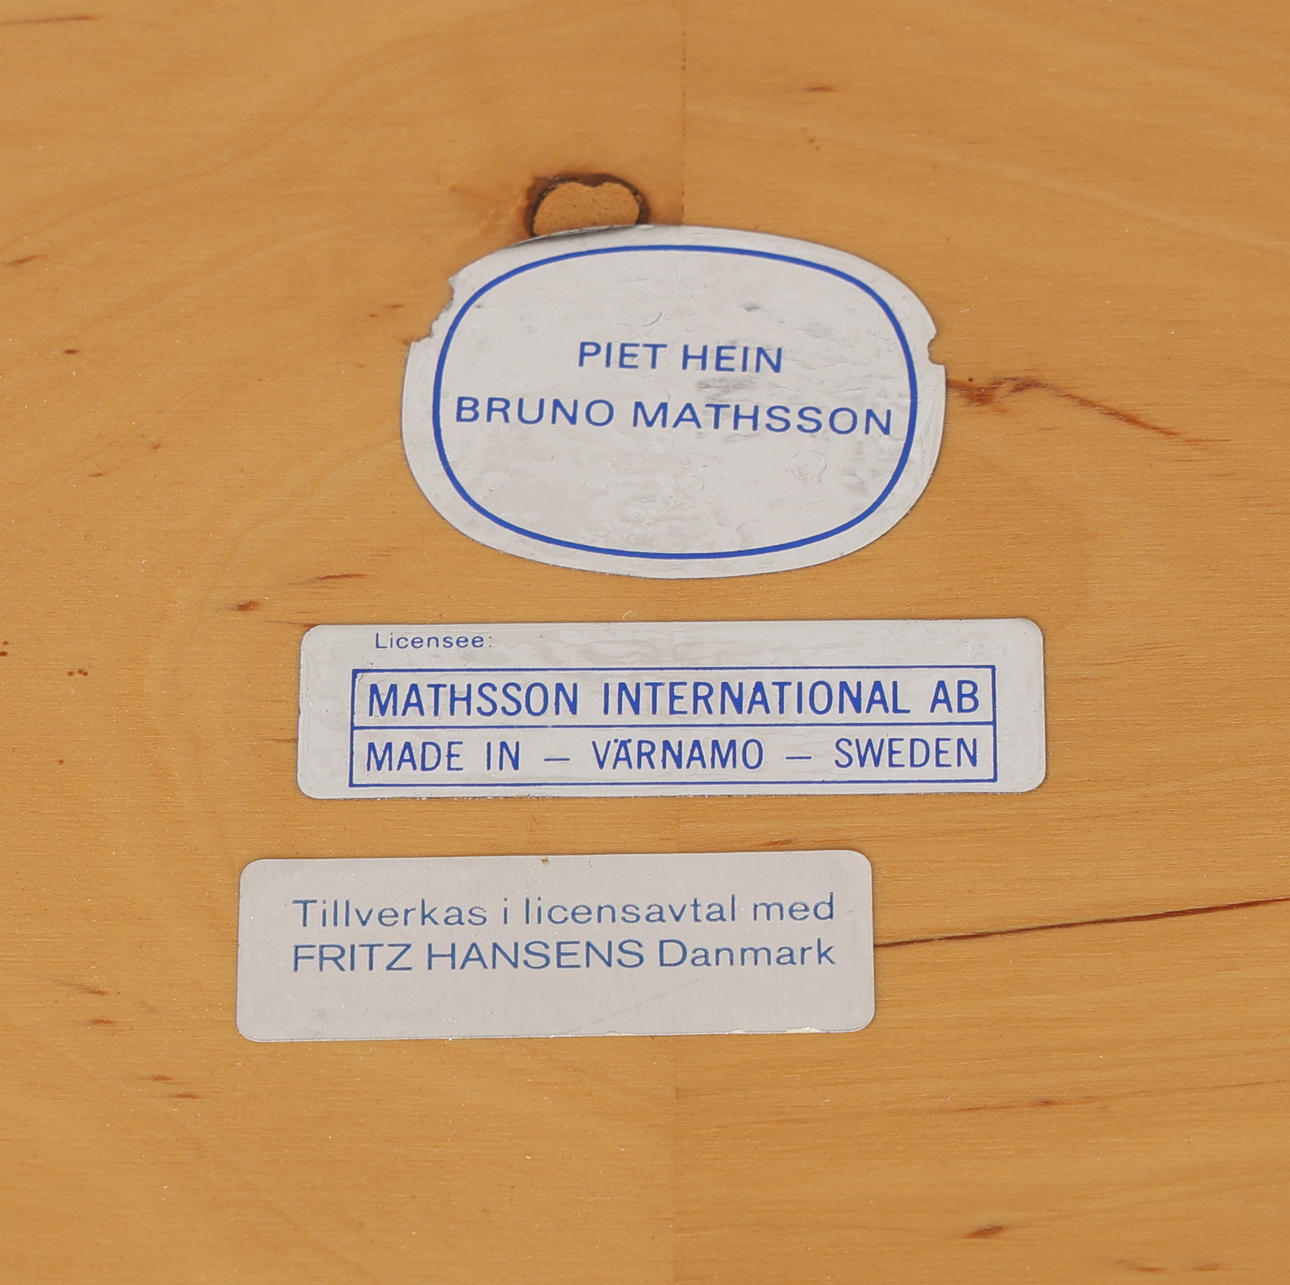 PIET HEIN
BRUNO MATHSSON
Licensee:
MATHSSON INTERNATIONAL AB
MADE IN – VÄRNAMO – SWEDEN
Tillverkas i licensavtal med
FRITZ HANSENS Danmark